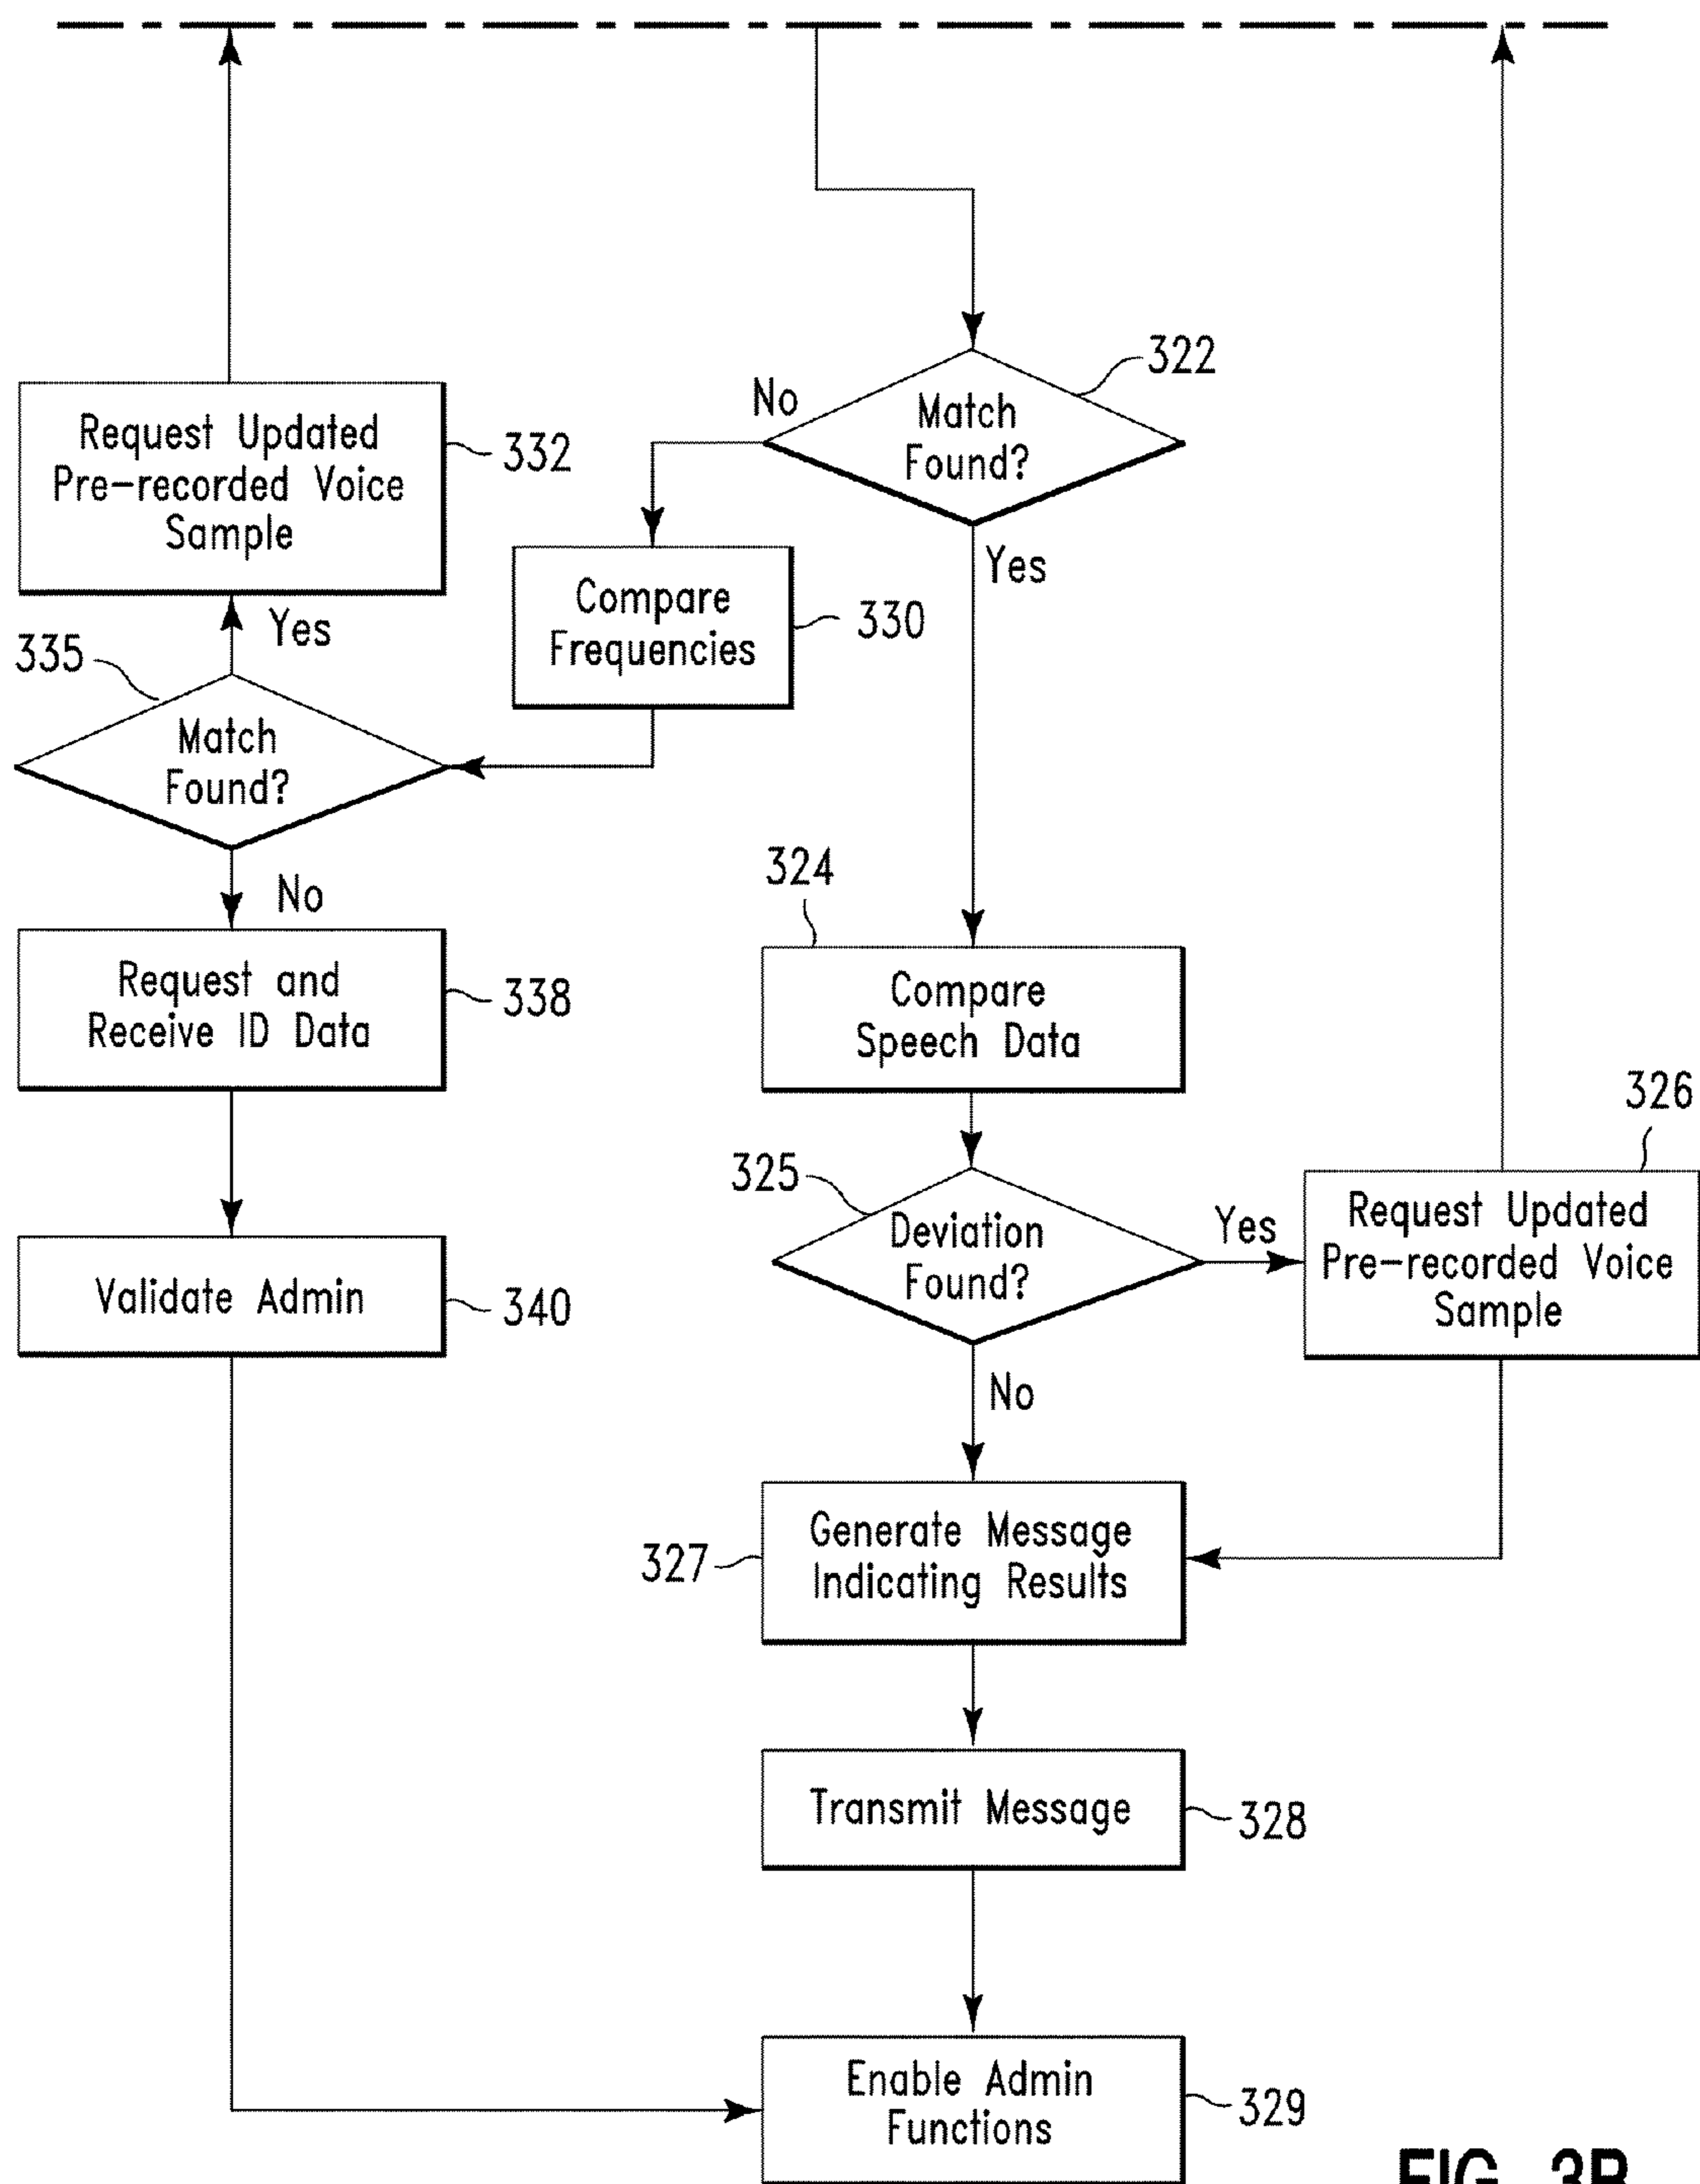 No
Match
Found?
322
Request Updated
Pre-recorded Voice
Sample
332
Yes
Compare
Frequencies
330
Yes
335
Match
Found?
No
324
Request and
Receive ID Data
338
Compare
Speech Data
326
325
Deviation
Found?
Yes
Request Updated
Pre-recorded Voice
Sample
Validate Admin
340
No
327
Generate Message
Indicating Results
Transmit Message
328
Enable Admin
Functions
329
FIG. 3B